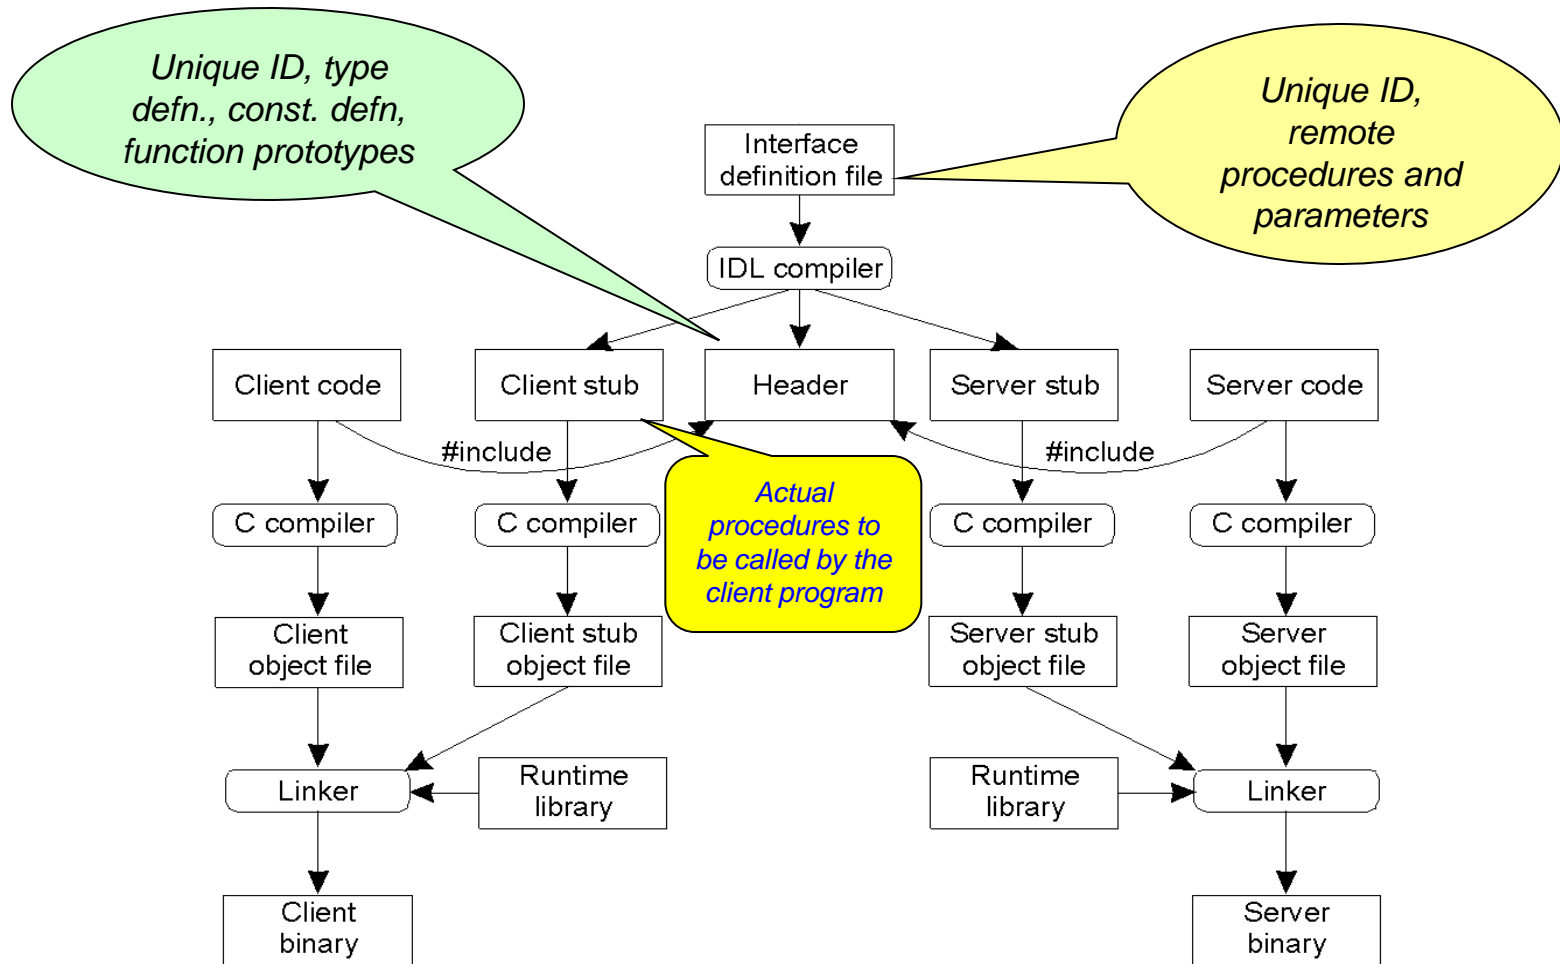 Unique ID, type
defn., const. defn,
function prototypes
Unique ID,
remote
procedures and
parameters
Interface
definition file
IDL compiler
Client code
Client stub
Header
Server stub
Server code
#include
#include
Actual
procedures to
be called by the
client program
C compiler
C compiler
C compiler
C compiler
Client
object file
Client stub
object file
Server stub
object file
Server
object file
Linker
Runtime
library
Runtime
library
Linker
Client
binary
Server
binary